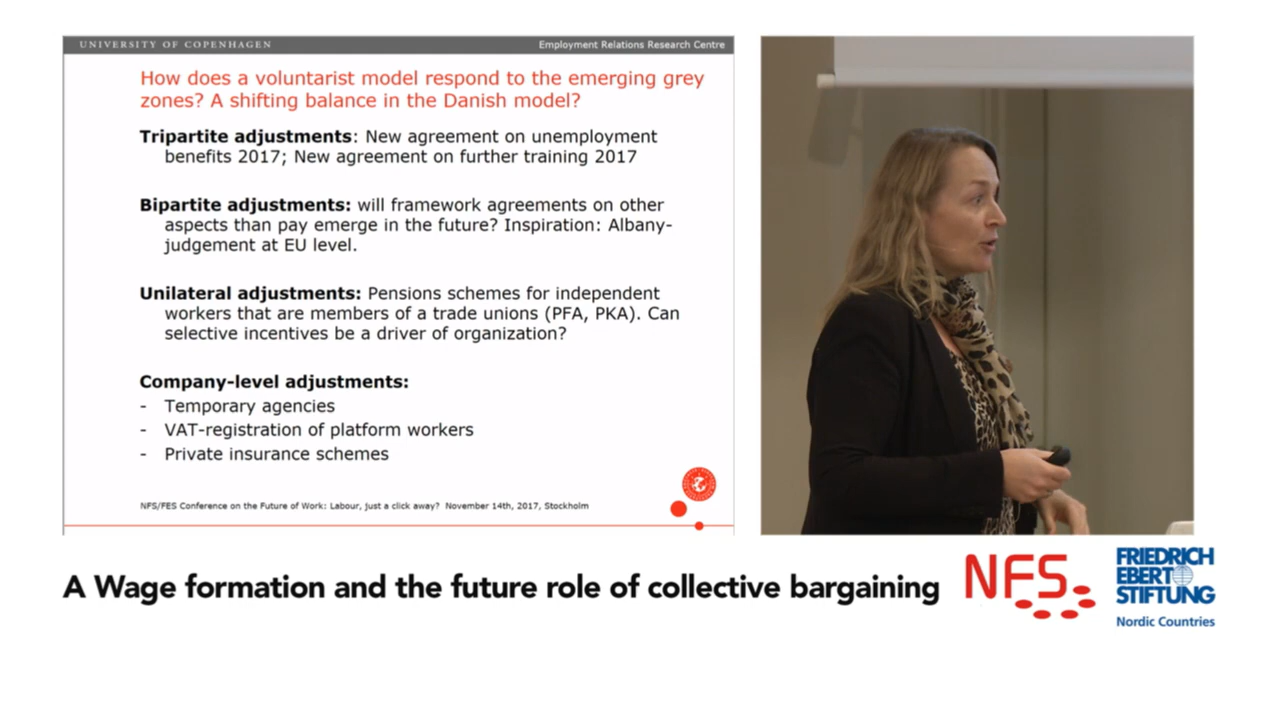 UNIVERSITY OF COPENHAGEN
Employment Relations Research Centre
How does a voluntarist model respond to the emerging grey
zones? A shifting balance in the Danish model?
Tripartite adjustments: New agreement on unemployment
benefits 2017; New agreement on further training 2017
Bipartite adjustments: will framework agreements on other
aspects than pay emerge in the future? Inspiration: Albany-
judgement at EU level.
Unilateral adjustments: Pensions schemes for independent
workers that are members of a trade unions (PFA, PKA). Can
selective incentives be a driver of organization?
Company-level adjustments:
- Temporary agencies
- VAT-registration of platform workers
- Private insurance schemes
NFS/FES Conference on the Future of Work: Labour, just a click away? November 14th, 2017, Stockholm
A Wage formation and the future role of collective bargaining
NFS
FRIEDRICH
EBERT
STIFTUNG
Nordic Countries